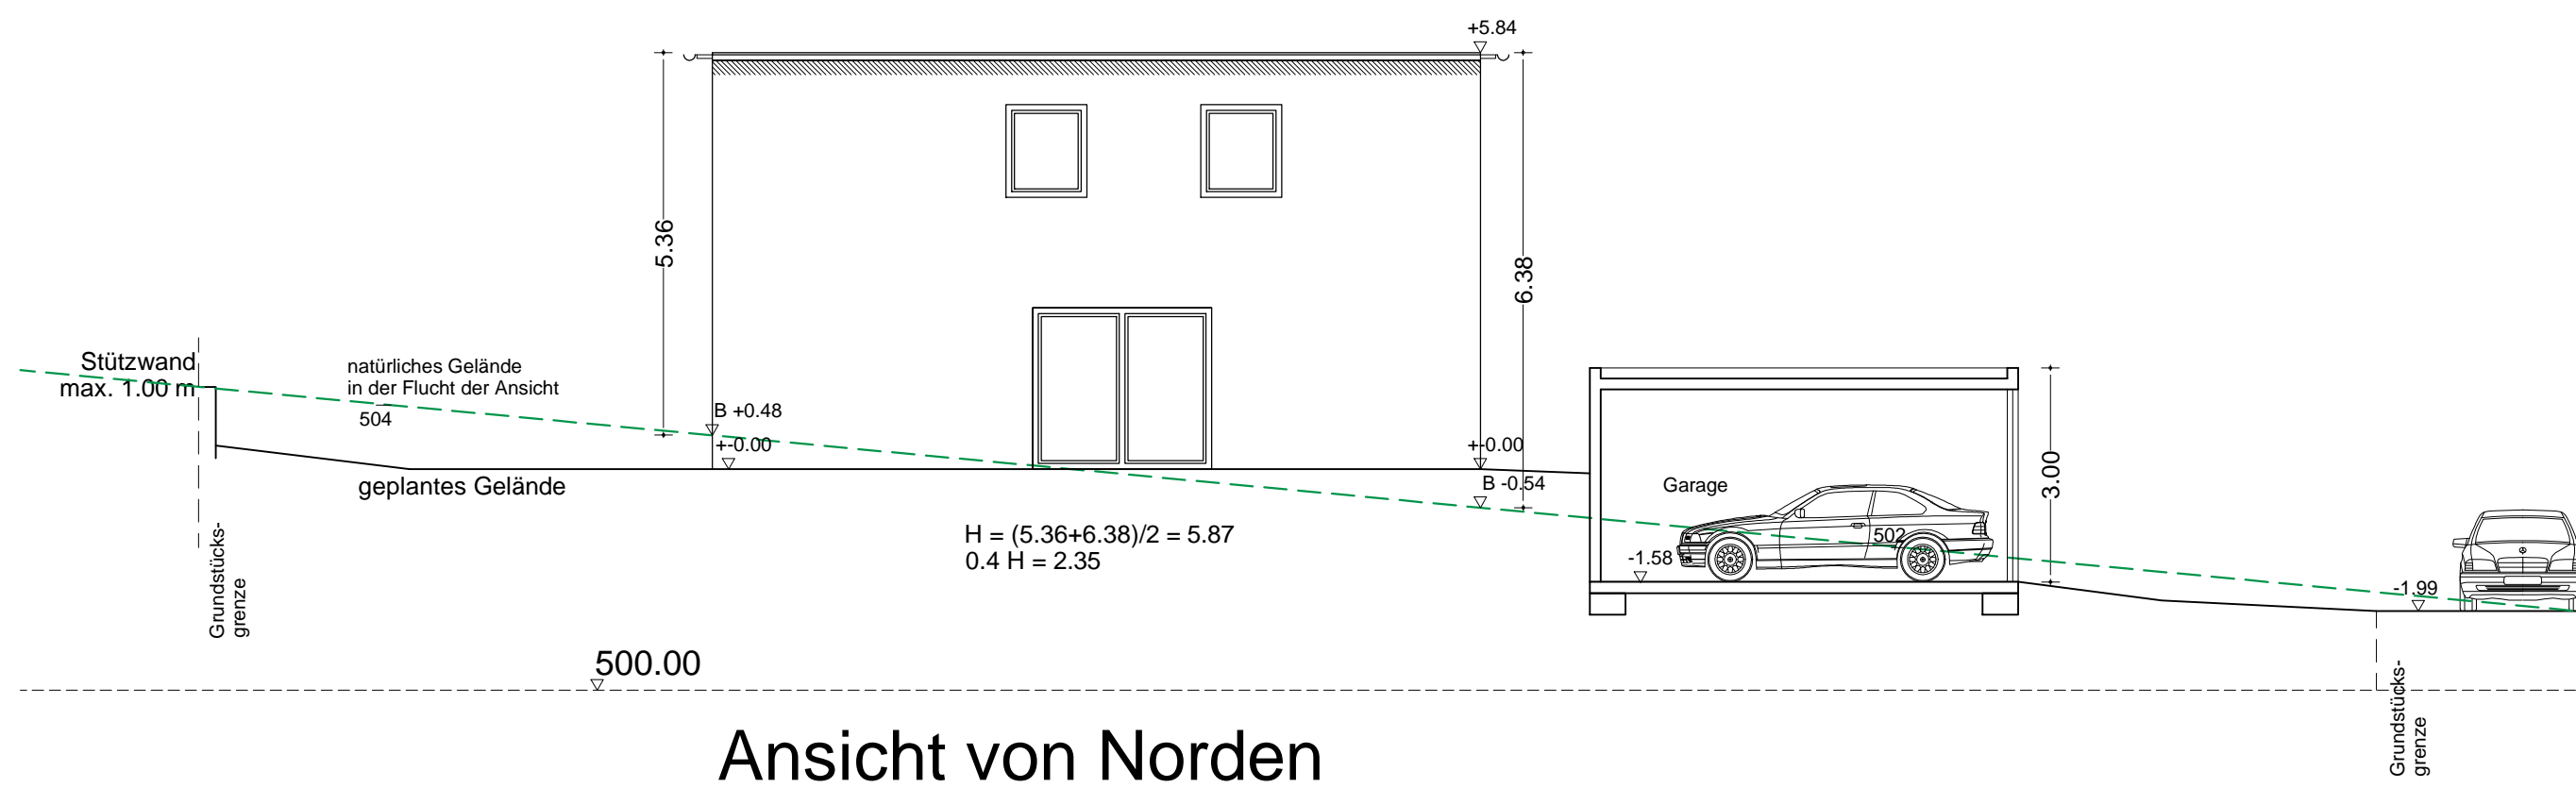 +5.84
5.36
6.38
Stützwand
max. 1.00 m
natürliches Gelände
in der Flucht der Ansicht
504
B +0.48
+-0.00
+-0.00
B -0.54
geplantes Gelände
H = (5.36+6.38)/2 = 5.87
0.4 H = 2.35
Garage
502
-1.58
3.00
-1.99
Grundstücks-
grenze
500.00
Grundstücks-
grenze
Ansicht von Norden